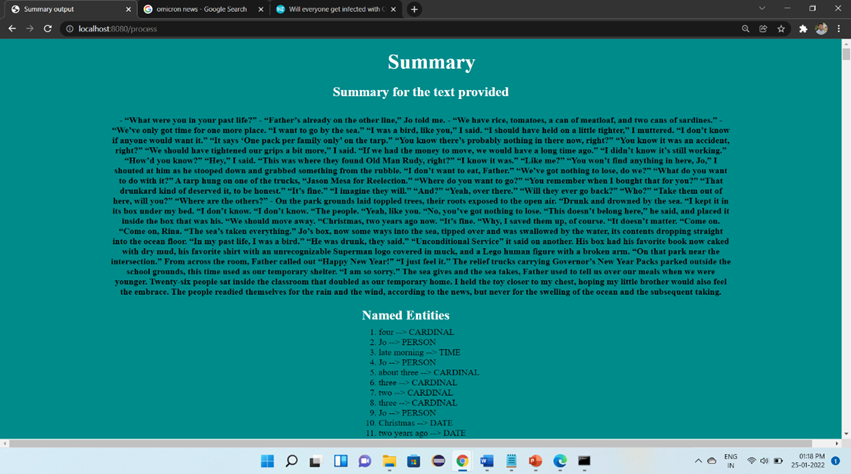 Summary output
omicron news - Google Search
Will everyone get infected with O
localhost:8080/process
Summary
Summary for the text provided
- “What were you in your past life?” - “Father’s already on the other line,” Jo told me. - “We have rice, tomatoes, a can of meatloaf, and two cans of sardines.” -
“We’ve only got time for one more place. “I want to go by the sea.” “I was a bird, like you,” I said. “I should have held on a little tighter,” I muttered. “I don’t know
if anyone would want it.” “It says ‘One pack per family only’ on the tarp.” “You know there’s probably nothing in there now, right?” “You know it was an accident,
right?” “We should have tightened our grips a bit more,” I said. “If we had the money to move, we would have a long time ago.” “I didn’t know it’s still working.”
“How’d you know?” “Hey,” I said. “This was where they found Old Man Rudy, right?” “I knew it.” “Like me?” “You won’t find anything in here, Jo,” I
shouted at him as he stooped down and grabbed something from the rubble. “I don’t want to eat, Father.” “We’ve got nothing to lose, do we?” “What do you want
to do with it?” A tarp hung on one of the trucks, “Jason Mesa for Reelection.” “Where do you want to go?” “You remember when I bought that for you?” “That
drunkard kind of deserved it, to be honest.” “It’s fine.” “I imagine they will.” “And?” “Yeah, over there.” “Will they ever go back?” “Who?” “Take them out of
here, will you?” “Where are the others?” - On the park grounds laid toppled trees, their roots exposed to the open air. “Drunk and drowned by the sea. “I kept it in
its box under my bed. “I don’t know. “I don’t know. “The people. “Yeah, like you. “No, you’ve got nothing to lose. “This doesn’t belong here,” he said, and placed it
inside the box that was his. “We should move away. “Christmas, two years ago now. “It’s fine. “Why, I saved them up, of course. “It doesn’t matter. “Come on.
“Come on, Rina. “The sea’s taken everything.” Jo’s box, now some ways into the sea, tipped over and was swallowed by the water, its contents dropping straight
into the ocean floor. “In my past life, I was a bird.” “He was drunk, they said.” “Unconditional Service” it said on another. His box had his favorite book now caked
with dry mud, his favorite shirt with an unrecognizable Superman logo covered in muck, and a Lego human figure with a broken arm. “On that park near the
intersection.” From across the room, Father called out “Happy New Year!” “I just feel it.” The relief trucks carrying Governor’s New Year Packs parked outside the
school grounds, this time used as our temporary shelter. “I am so sorry.” The sea gives and the sea takes, Father used to tell us over our meals when we were
younger. Twenty-six people sat inside the classroom that doubled as our temporary home. I held the toy closer to my chest, hoping my little brother would also feel
the embrace. The people readied themselves for the rain and the wind, according to the news, but never for the swelling of the ocean and the subsequent taking.
Named Entities
1. four --> CARDINAL
2. Jo --> PERSON
3. late morning --> TIME
4. Jo --> PERSON
5. about three --> CARDINAL
6. three --> CARDINAL
7. two --> CARDINAL
8. three --> CARDINAL
9. Jo --> PERSON
10. Christmas --> DATE
11. two years ago --> DATE
ENG
IN
01:18 PM
25-01-2022